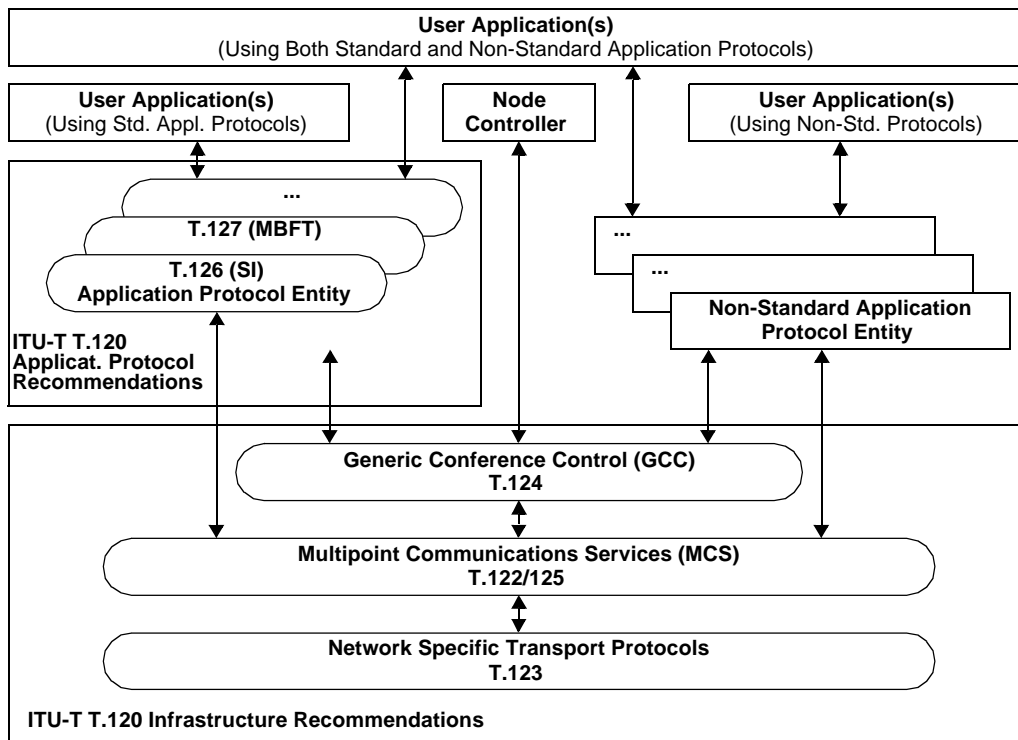 User Application(s)
(Using Both Standard and Non-Standard Application Protocols)
User Application(s)
(Using Std. Appl. Protocols)
Node
Controller
User Application(s)
(Using Non-Std. Protocols)
...
T.127 (MBFT)
T.126 (SI)
Application Protocol Entity
ITU-T T.120
Applicat. Protocol
Recommendations
...
...
Non-Standard Application
Protocol Entity
Generic Conference Control (GCC)
T.124
Multipoint Communications Services (MCS)
T.122/125
Network Specific Transport Protocols
T.123
ITU-T T.120 Infrastructure Recommendations